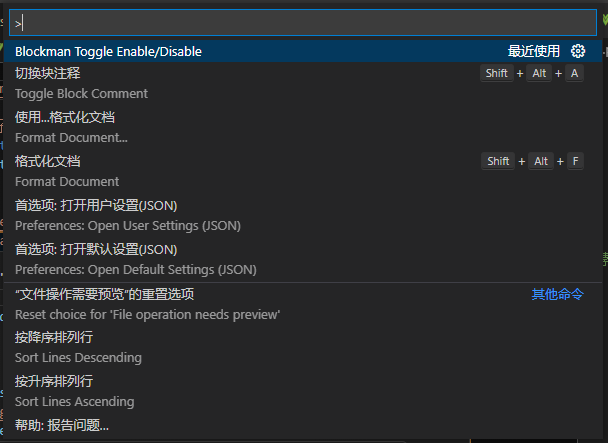 >
Blockman Toggle Enable/Disable 最近使用
切换块注释 Shift + Alt + A
Toggle Block Comment
使用...格式化文档
Format Document...
格式化文档 Shift + Alt + F
Format Document
首选项: 打开用户设置(JSON)
Preferences: Open User Settings (JSON)
首选项: 打开默认设置(JSON)
Preferences: Open Default Settings (JSON)
“文件操作需要预览”的重置选项 其他命令
Reset choice for 'File operation needs preview'
按降序排列行
Sort Lines Descending
按升序排列行
Sort Lines Ascending
帮助: 报告问题...